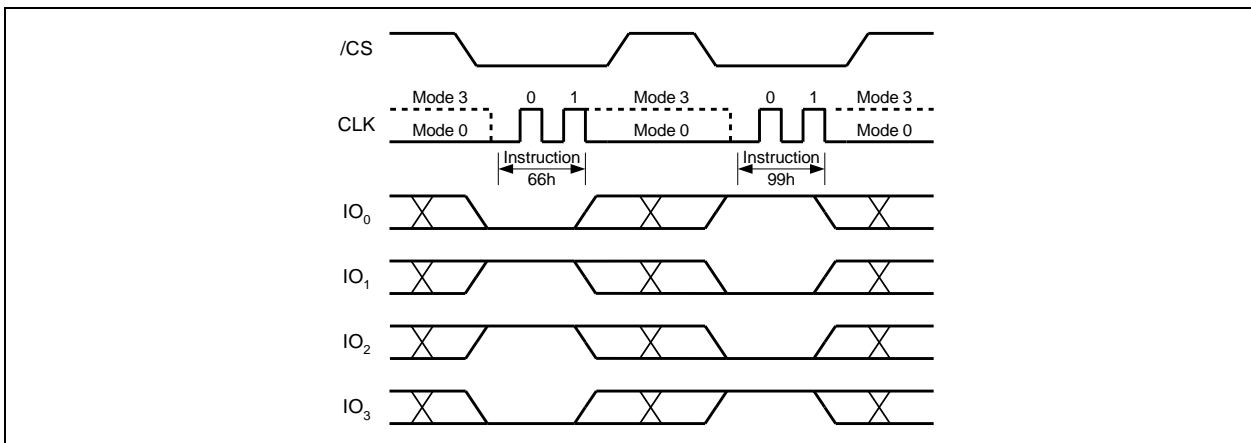 /CS
Mode 3 0 1 Mode 3 0 1 Mode 3
CLK
Mode 0 Mode 0 Mode 0
Instruction Instruction
66h 99h
IO0
IO1
IO2
IO3